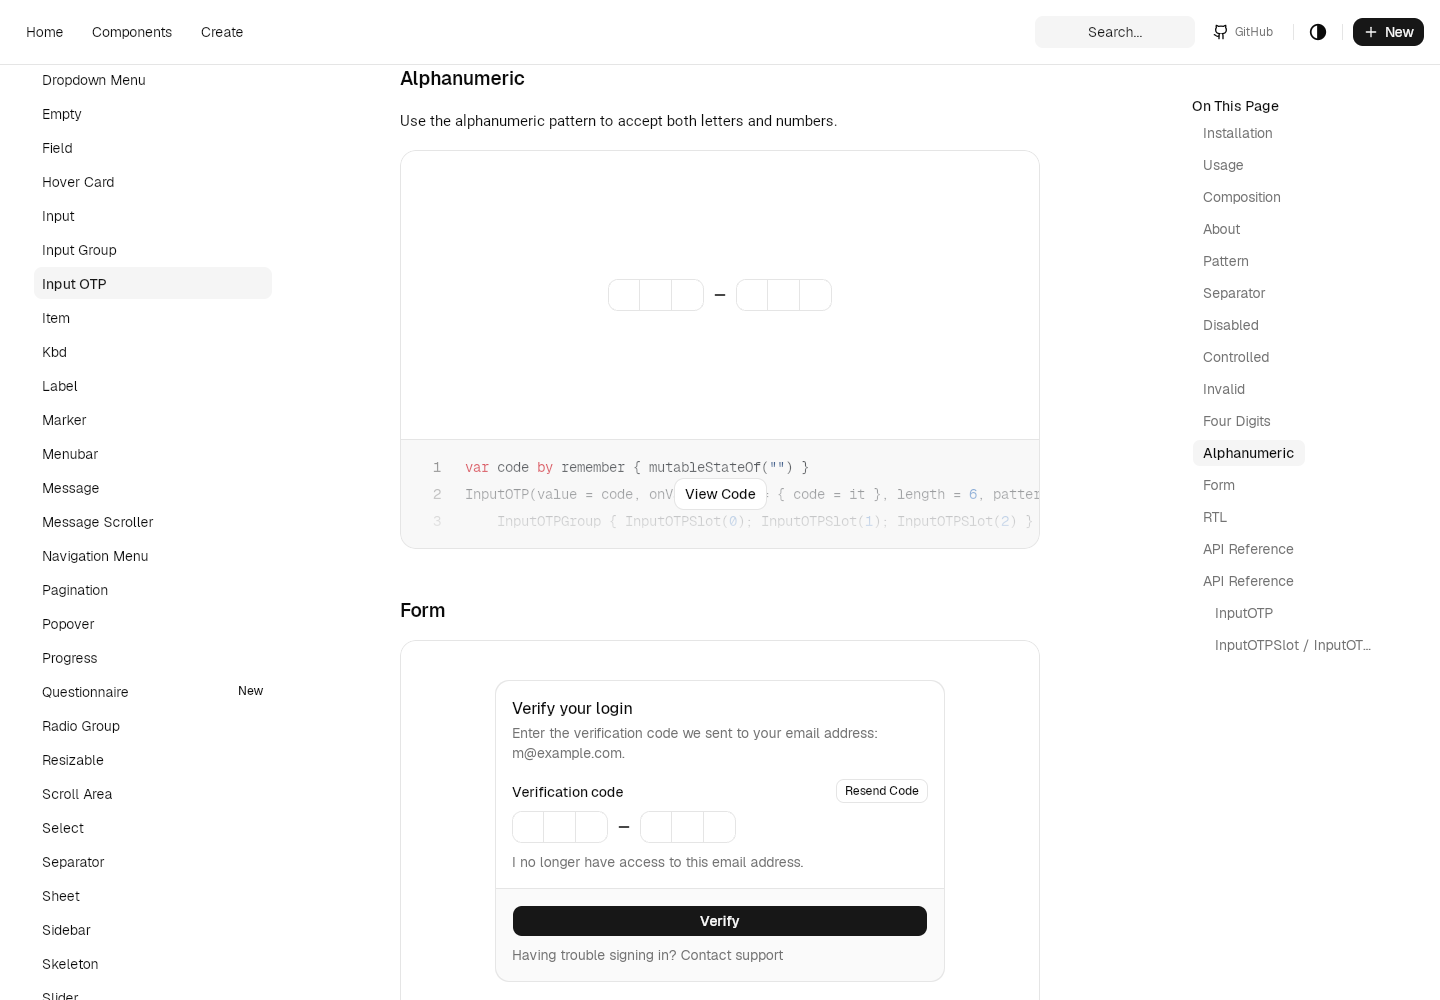 Home
Components
Create
Search...
GitHub
New
Dropdown Menu
Empty
Field
Hover Card
Input
Input Group
Input OTP
Item
Kbd
Label
Marker
Menubar
Message
Message Scroller
Navigation Menu
Pagination
Popover
Progress
Questionnaire New
Radio Group
Resizable
Scroll Area
Select
Separator
Sheet
Sidebar
Skeleton
Slider
Alphanumeric
Use the alphanumeric pattern to accept both letters and numbers.
1 var code by remember { mutableStateOf("") }
2 InputOTP(value = code, onV = { code = it }, length = 6, patter
View Code
3 InputOTPGroup { InputOTPSlot(0); InputOTPSlot(1); InputOTPSlot(2) }
Form
Verify your login
Enter the verification code we sent to your email address:
m@example.com.
Verification code
Resend Code
I no longer have access to this email address.
Verify
Having trouble signing in? Contact support
On This Page
Installation
Usage
Composition
About
Pattern
Separator
Disabled
Controlled
Invalid
Four Digits
Alphanumeric
Form
RTL
API Reference
API Reference
InputOTP
InputOTPSlot / InputOT...